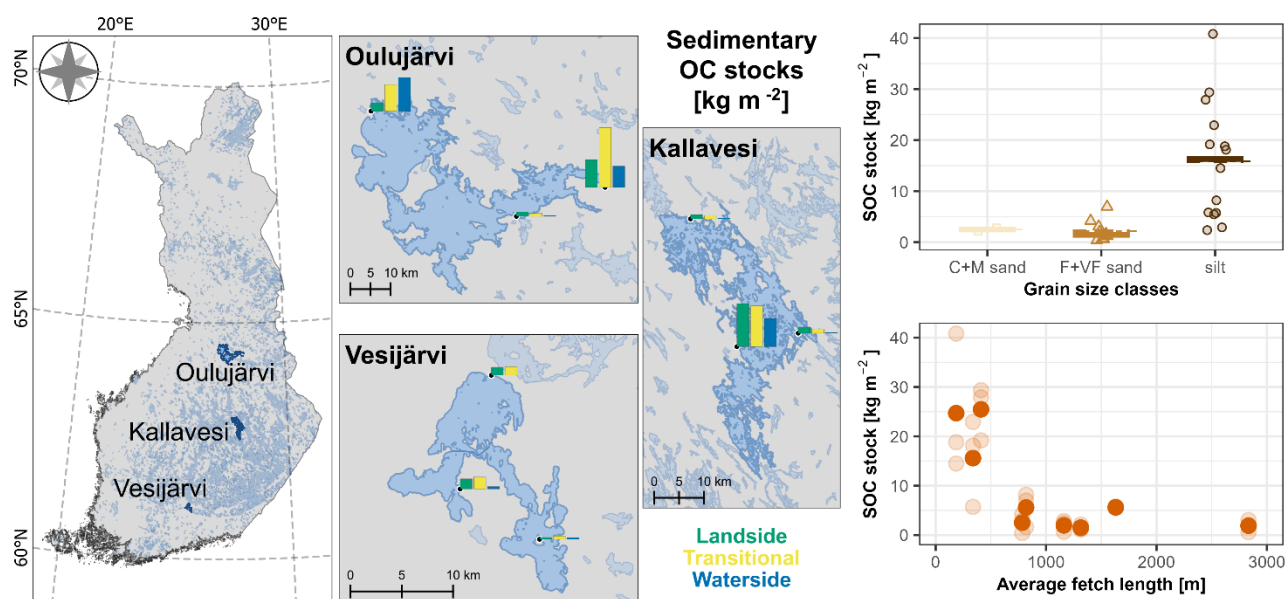 20°E
30°E
70°N
65°N
60°N
Oulujärvi
Kallavesi
Vesijärvi
Oulujärvi
0 5 10 km
Vesijärvi
0 5 10 km
Sedimentary
OC stocks
[kg m -2]
Kallavesi
0 5 10 km
Landside
Transitional
Waterside
SOC stock [kg m -2 ]
40
30
20
10
0
C+M sand
F+VF sand
silt
Grain size classes
SOC stock [kg m -2 ]
40
30
20
10
0
0
1000
2000
3000
Average fetch length [m]